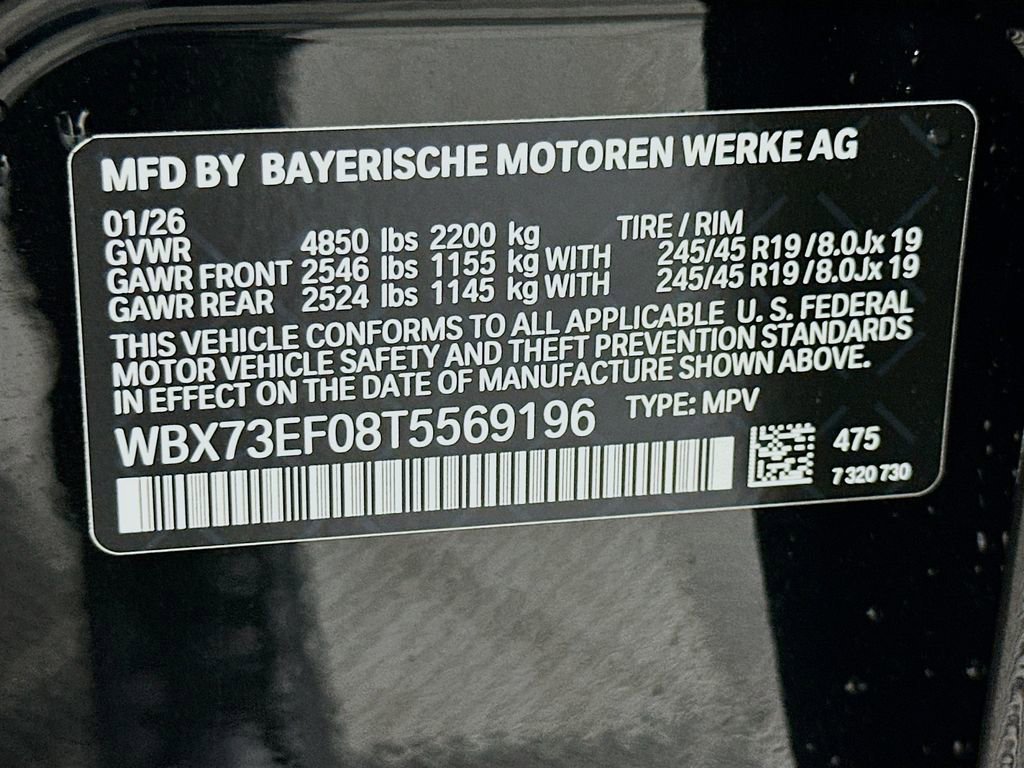 MFD BY BAYERISCHE MOTOREN WERKE AG
01/26
GVWR 4850 lbs 2200 kg TIRE / RIM
GAWR FRONT 2546 lbs 1155 kg WITH 245/45 R19 / 8.0Jx 19
GAWR REAR 2524 lbs 1145 kg WITH 245/45 R19 / 8.0Jx 19
THIS VEHICLE CONFORMS TO ALL APPLICABLE U. S. FEDERAL
MOTOR VEHICLE SAFETY AND THEFT PREVENTION STANDARDS
IN EFFECT ON THE DATE OF MANUFACTURE SHOWN ABOVE.
WBX73EF08T5569196 TYPE: MPV
475
7 320 730